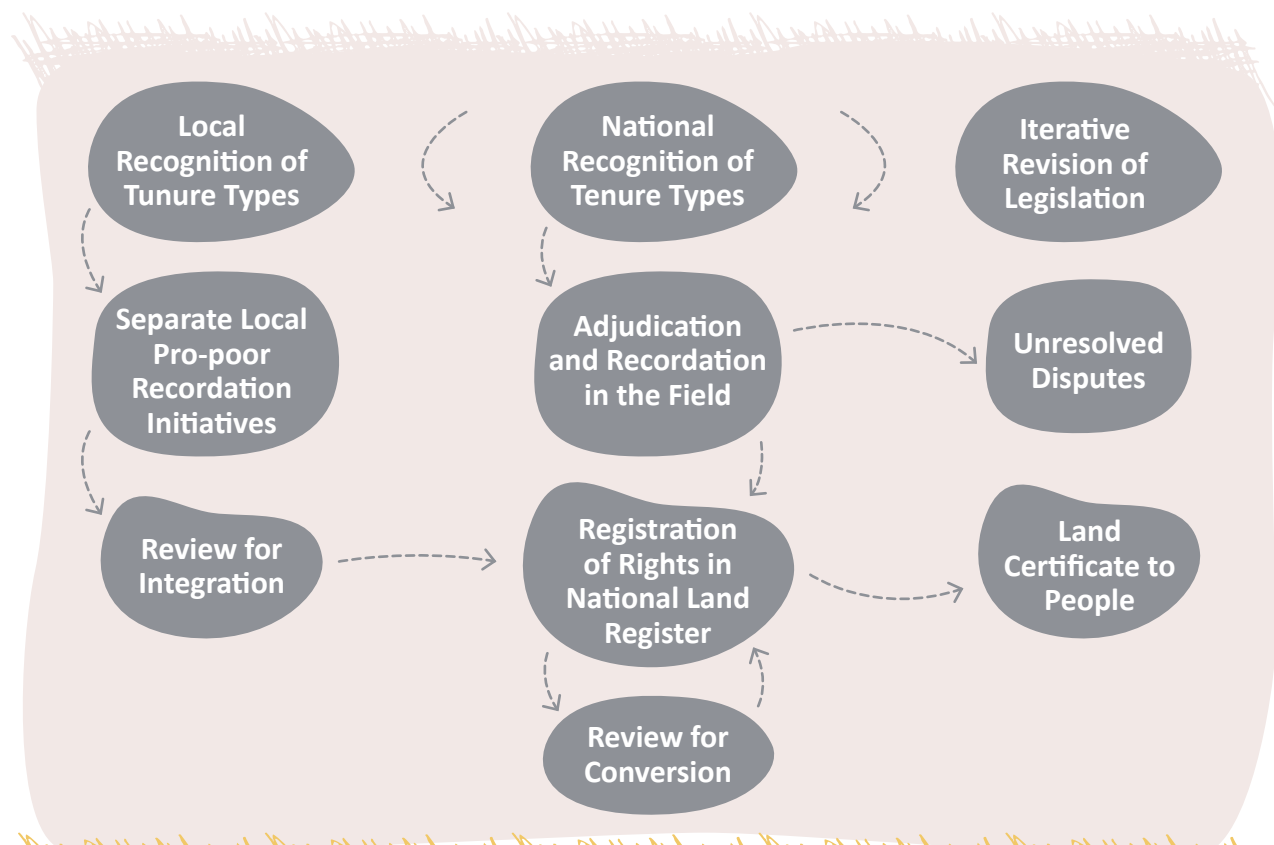 Local
Recognition of
Tunure Types
National
Recognition of
Tenure Types
Iterative
Revision of
Legislation
Separate Local
Pro-poor
Recordation
Initiatives
Adjudication
and Recordation
in the Field
Unresolved
Disputes
Review for
Integration
Registration
of Rights in
National Land
Register
Land
Certificate to
People
Review for
Conversion